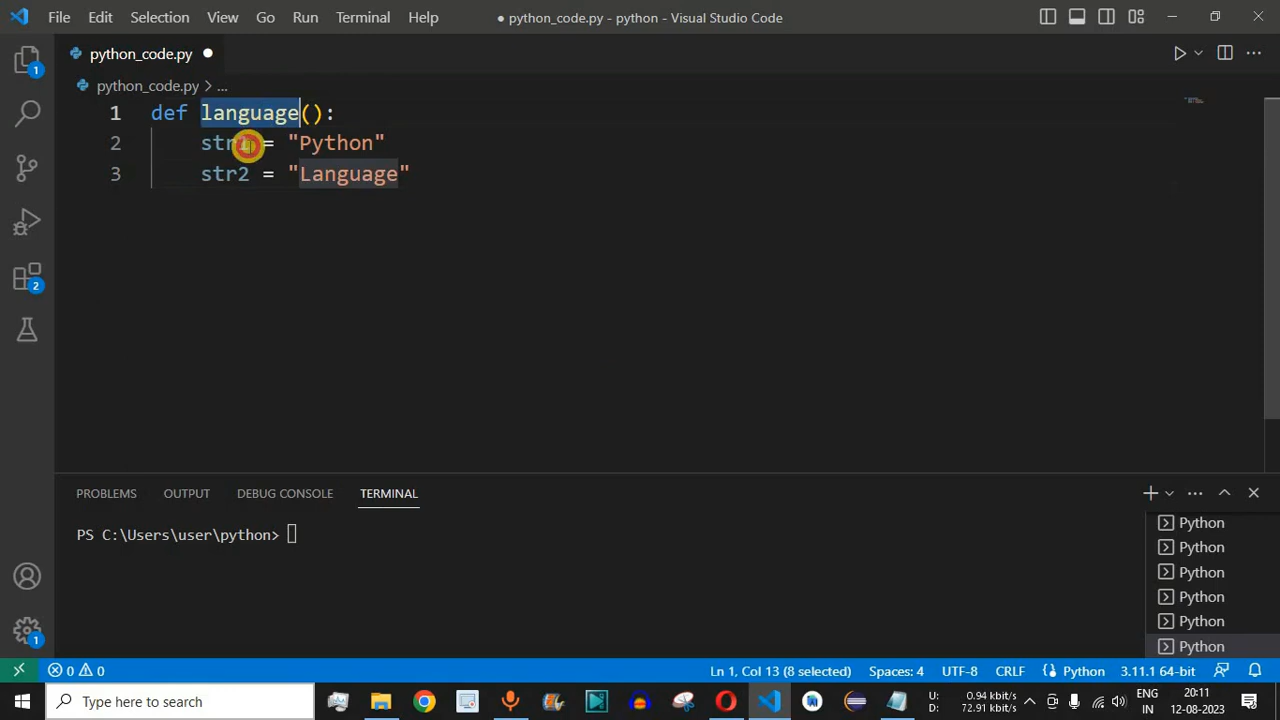 File Edit Selection View Go Run Terminal Help
● python_code.py - python - Visual Studio Code
python_code.py ●
python_code.py > ...
1 def language():
2 str1 = "Python"
3 str2 = "Language"
PROBLEMS OUTPUT DEBUG CONSOLE TERMINAL
PS C:\Users\user\python>
Python
Python
Python
Python
Python
Python
1
2
1
0 0
Ln 1, Col 13 (8 selected) Spaces: 4 UTF-8 CRLF Python 3.11.1 64-bit
Type here to search
U: 0.94 kbit/s
D: 72.91 kbit/s
ENG
IN
20:11
12-08-2023